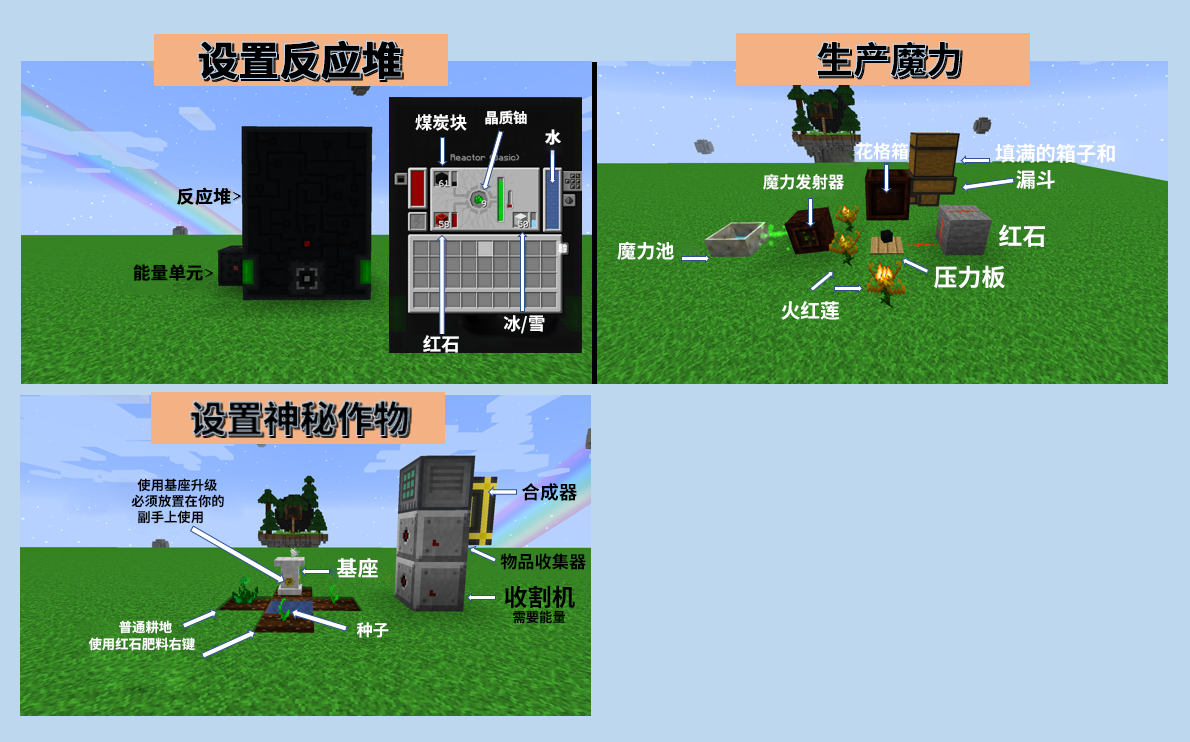 设置反应堆
煤炭块
晶质铀
水
Reactor (Basic)
61
9
58
59
反应堆>
能量单元>
红石
冰/雪
生产魔力
花格箱
填满的箱子和
漏斗
魔力发射器
魔力池
红石
压力板
火红莲
设置神秘作物
使用基座升级
必须放置在你的
副手上使用
合成器
基座
物品收集器
收割机
需要能量
普通耕地
使用红石肥料右键
种子